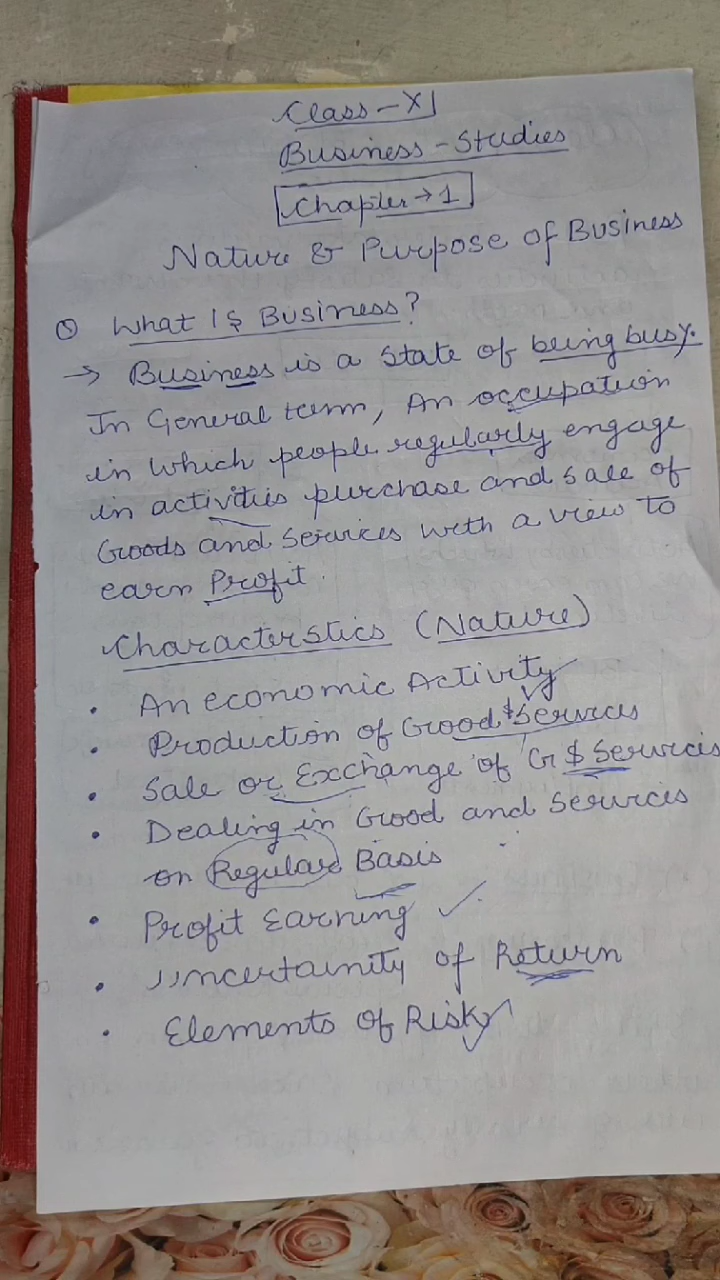 Class - XI
Business - Studies
Chapter → 1
Nature & Purpose of Business
Q What Is Business?
→ Business is a State of being busy.
In General term, An occupation
in which people regularly engage
in activities purchase and sale of
Goods and Services with a view to
earn Profit.
Characterstics (Nature)
• An economic Activity
• Production of Good & Services
• Sale or Exchange of G & Services
• Dealing in Good and Services
on Regular Basis
• Profit Earning
• Uncertainity of Return
• Elements of Risk